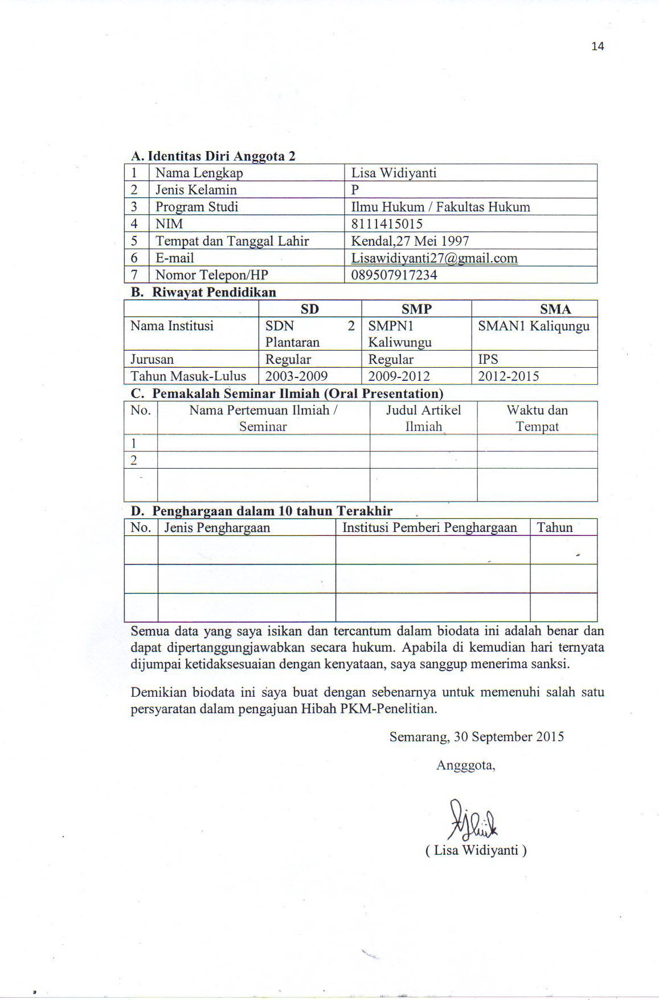 14
A. Identitas Diri Anggota 2
1 Nama Lengkap Lisa Widiyanti
2 Jenis Kelamin P
3 Program Studi Ilmu Hukum / Fakultas Hukum
4 NIM 8111415015
5 Tempat dan Tanggal Lahir Kendal,27 Mei 1997
6 E-mail Lisawidiyanti27@gmail.com
7 Nomor Telepon/HP 089507917234
B. Riwayat Pendidikan
SD SMP SMA
Nama Institusi SDN 2 SMPN1 SMAN1 Kaliqungu
Plantaran Kaliwungu
Jurusan Regular Regular IPS
Tahun Masuk-Lulus 2003-2009 2009-2012 2012-2015
C. Pemakalah Seminar Ilmiah (Oral Presentation)
No. Nama Pertemuan Ilmiah / Judul Artikel Waktu dan
Seminar Ilmiah Tempat
1
2
D. Penghargaan dalam 10 tahun Terakhir
No. Jenis Penghargaan Institusi Pemberi Penghargaan Tahun
Semua data yang saya isikan dan tercantum dalam biodata ini adalah benar dan
dapat dipertanggungjawabkan secara hukum. Apabila di kemudian hari ternyata
dijumpai ketidaksesuaian dengan kenyataan, saya sanggup menerima sanksi.
Demikian biodata ini saya buat dengan sebenarnya untuk memenuhi salah satu
persyaratan dalam pengajuan Hibah PKM-Penelitian.
Semarang, 30 September 2015
Angggota,
( Lisa Widiyanti )